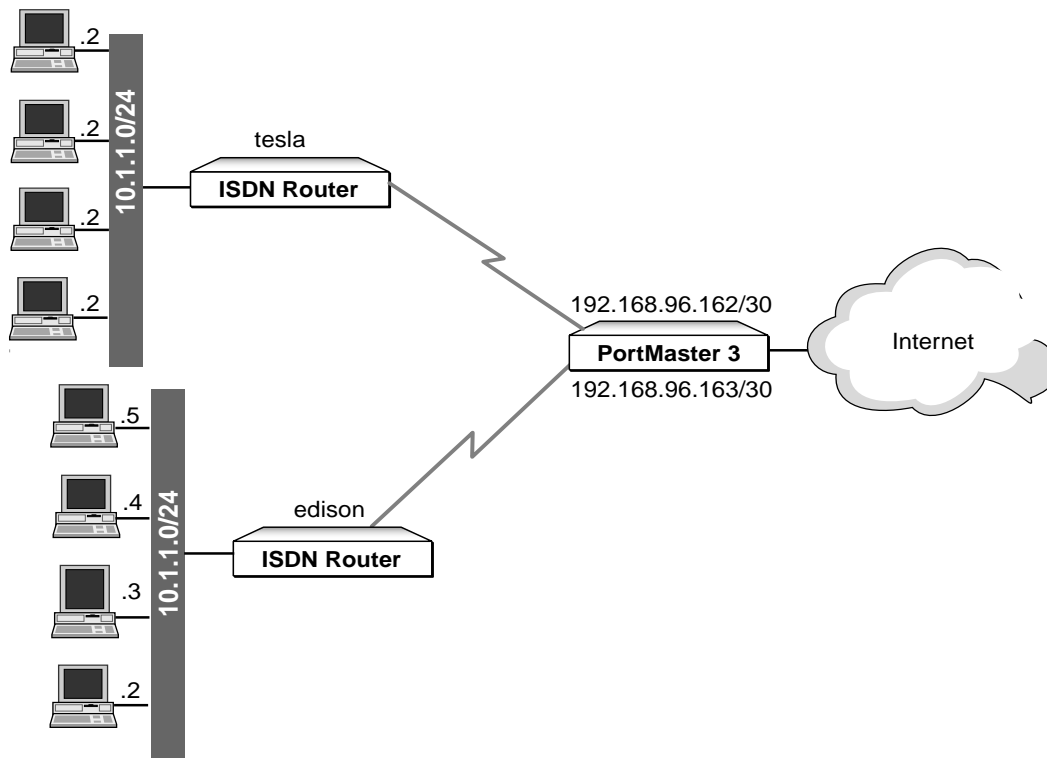 .2
.2
.2
.2
10.1.1.0/24
tesla
ISDN Router
192.168.96.162/30
PortMaster 3
192.168.96.163/30
Internet
.5
.4
.3
.2
10.1.1.0/24
edison
ISDN Router